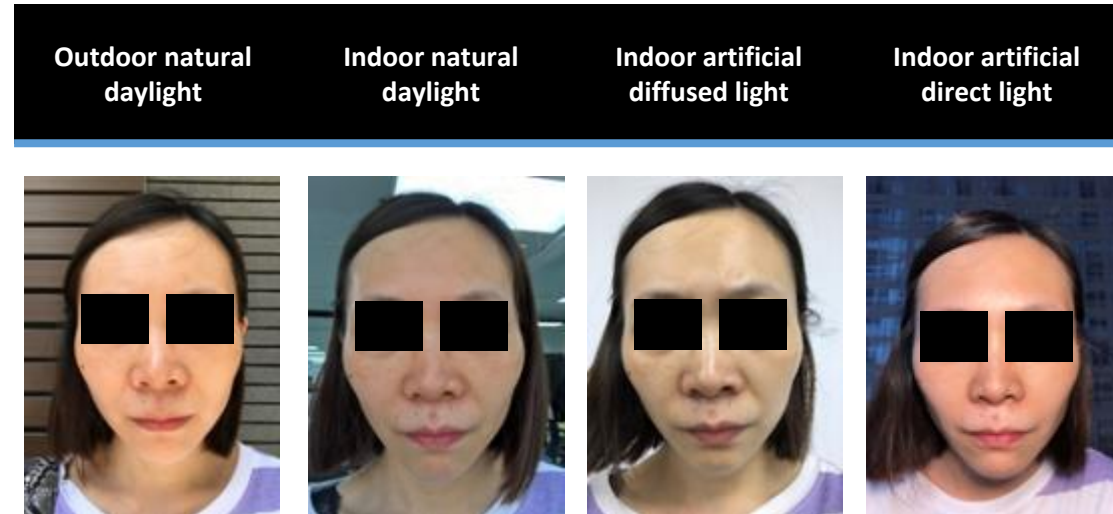 Outdoor natural
daylight
Indoor natural
daylight
Indoor artificial
diffused light
Indoor artificial
direct light